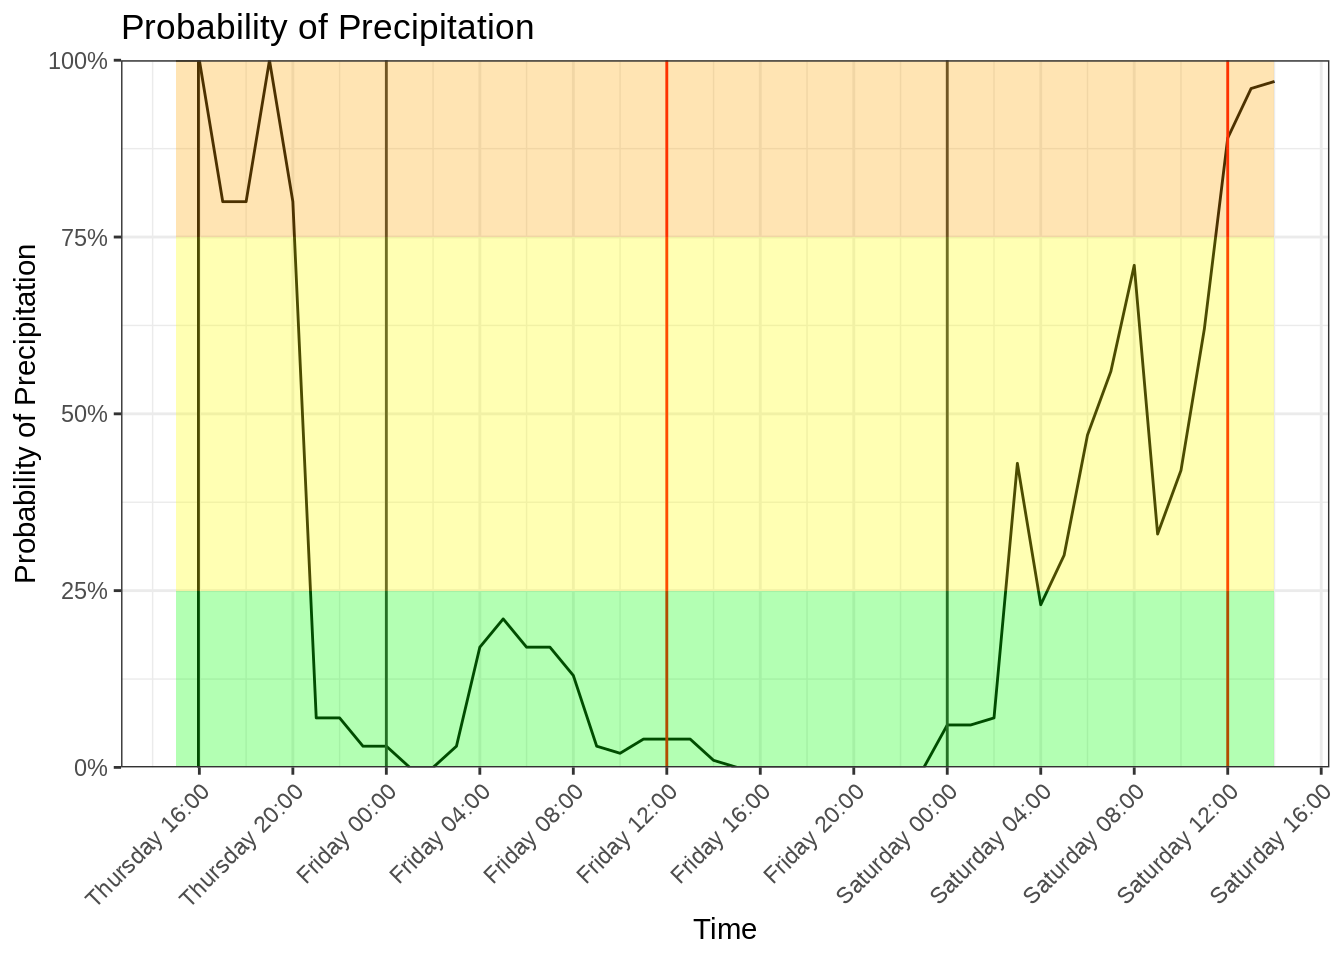 Probability of Precipitation
Probability of Precipitation
100%
75%
50%
25%
0%
Thursday 16:00
Thursday 20:00
Friday 00:00
Friday 04:00
Friday 08:00
Friday 12:00
Friday 16:00
Friday 20:00
Saturday 00:00
Saturday 04:00
Saturday 08:00
Saturday 12:00
Saturday 16:00
Time